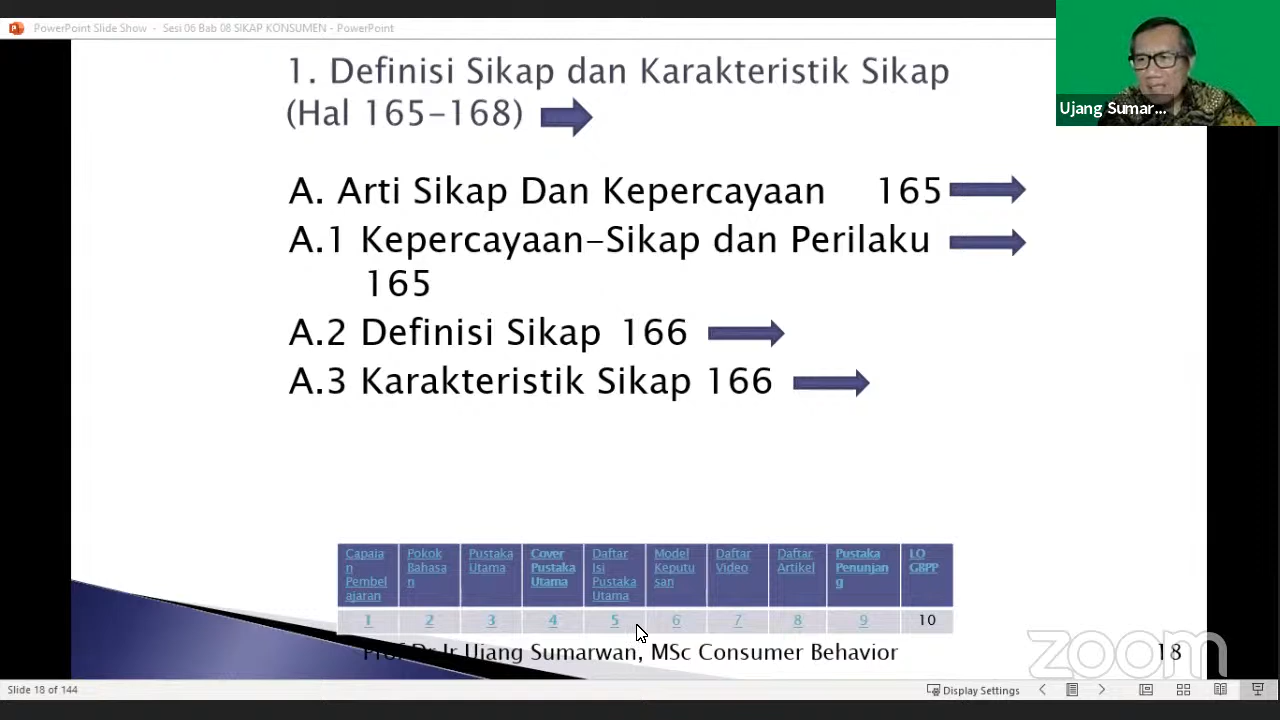 PowerPoint Slide Show - Sesi 06 Bab 08 SIKAP KONSUMEN - PowerPoint
Ujang Sumar...
1. Definisi Sikap dan Karakteristik Sikap
(Hal 165-168)
A. Arti Sikap Dan Kepercayaan 165
A.1 Kepercayaan-Sikap dan Perilaku
165
A.2 Definisi Sikap 166
A.3 Karakteristik Sikap 166
Capaian Pembelajaran
Pokok Bahasan
Pustaka Utama
Cover Pustaka Utama
Daftar Isi Pustaka Utama
Model Keputusan
Daftar Video
Daftar Artikel
Pustaka Penunjang
LO GBPP
1 2 3 4 5 6 7 8 9 10
Prof Dr Ir Ujang Sumarwan, MSc Consumer Behavior
18
zoom
Slide 18 of 144
Display Settings